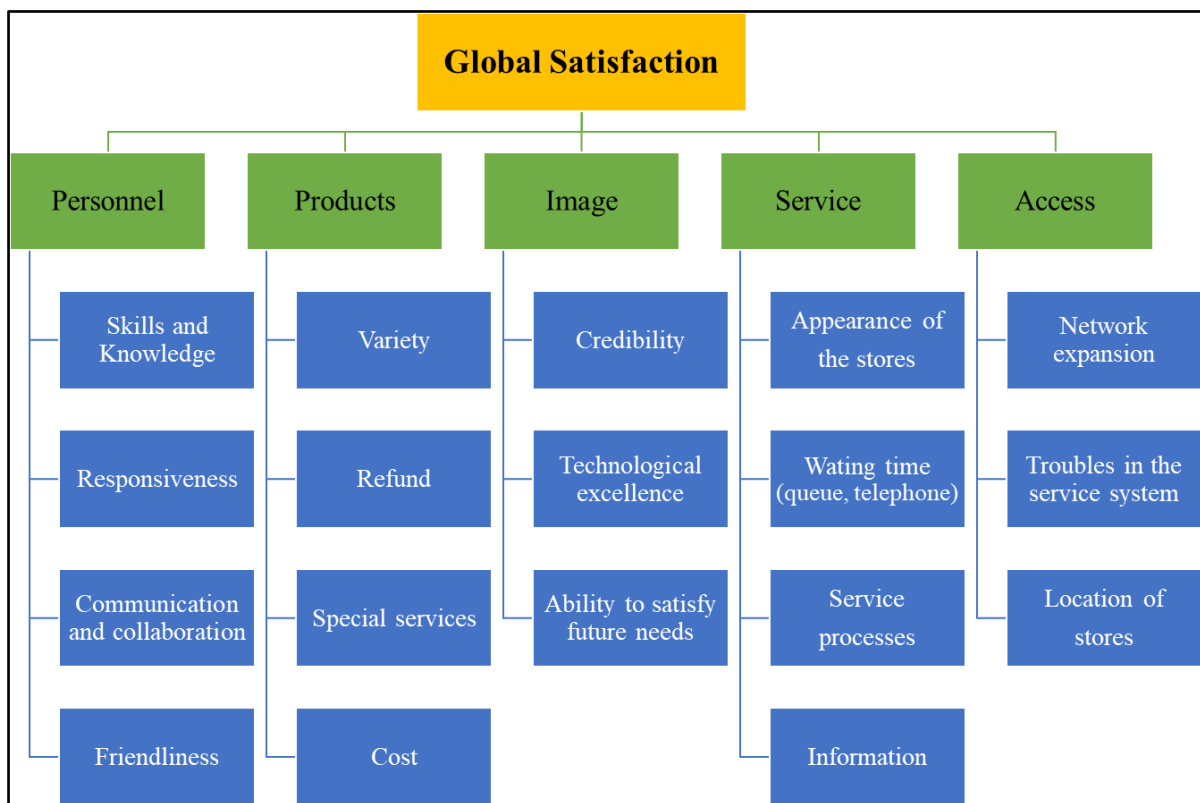 Global Satisfaction
Personnel
Products
Image
Service
Access
Skills and
Knowledge
Variety
Credibility
Appearance of
the stores
Network
expansion
Responsiveness
Refund
Technological
excellence
Wating time
(queue, telephone)
Troubles in the
service system
Communication
and collaboration
Special services
Ability to satisfy
future needs
Service
processes
Location of
stores
Friendliness
Cost
Information